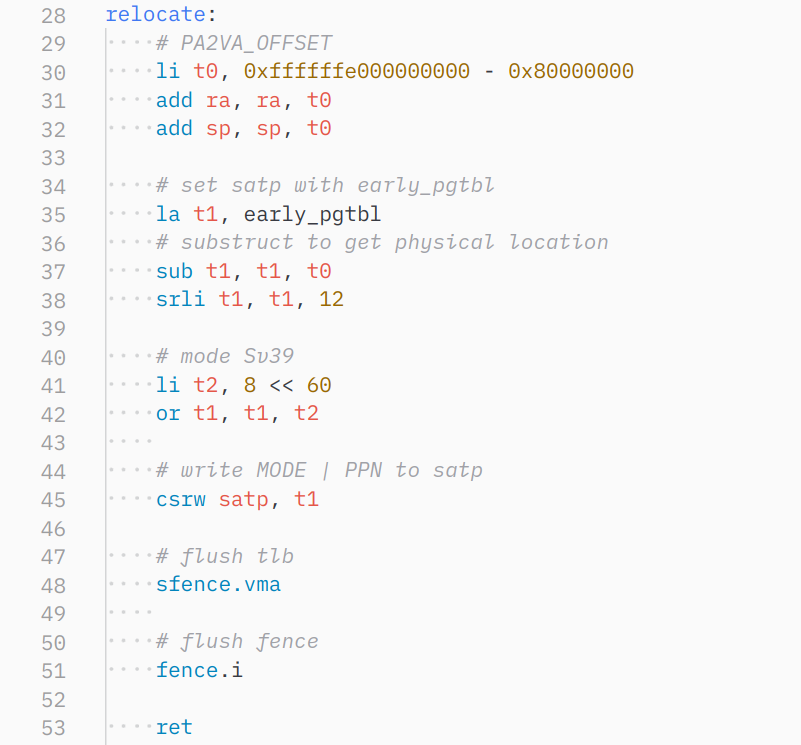 28 relocate:
29     # PA2VA_OFFSET
30     li t0, 0xffffffe000000000 - 0x80000000
31     add ra, ra, t0
32     add sp, sp, t0
33
34     # set satp with early_pgtbl
35     la t1, early_pgtbl
36     # substruct to get physical location
37     sub t1, t1, t0
38     srli t1, t1, 12
39
40     # mode Sv39
41     li t2, 8 << 60
42     or t1, t1, t2
43
44     # write MODE | PPN to satp
45     csrw satp, t1
46
47     # flush tlb
48     sfence.vma
49
50     # flush fence
51     fence.i
52
53     ret